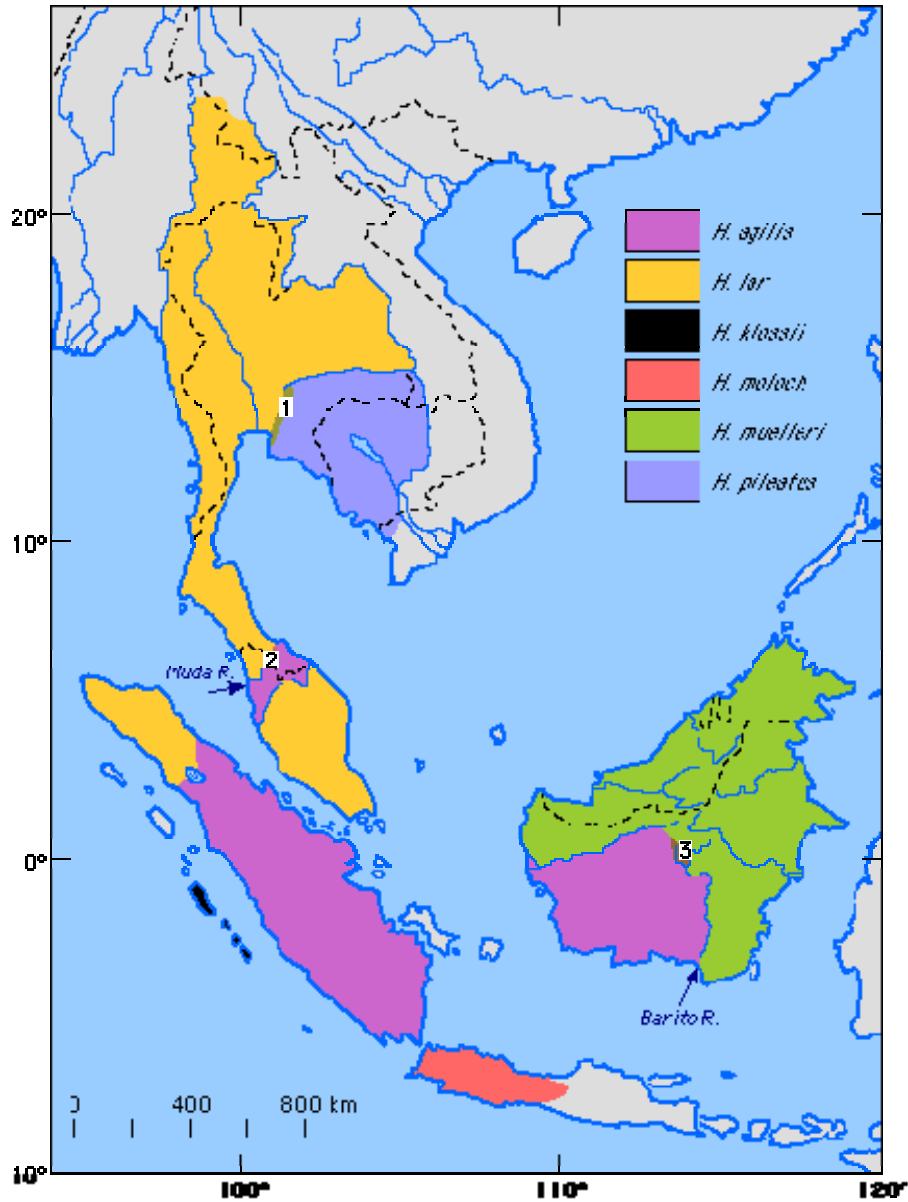 20°
H. agilis
H. lar
H. klossii
H. moloch
H. muelleri
H. pileatus
1
10°
2
Muda R.
3
0°
Barito R.
0 400 800 km
10°
100° 110° 120°